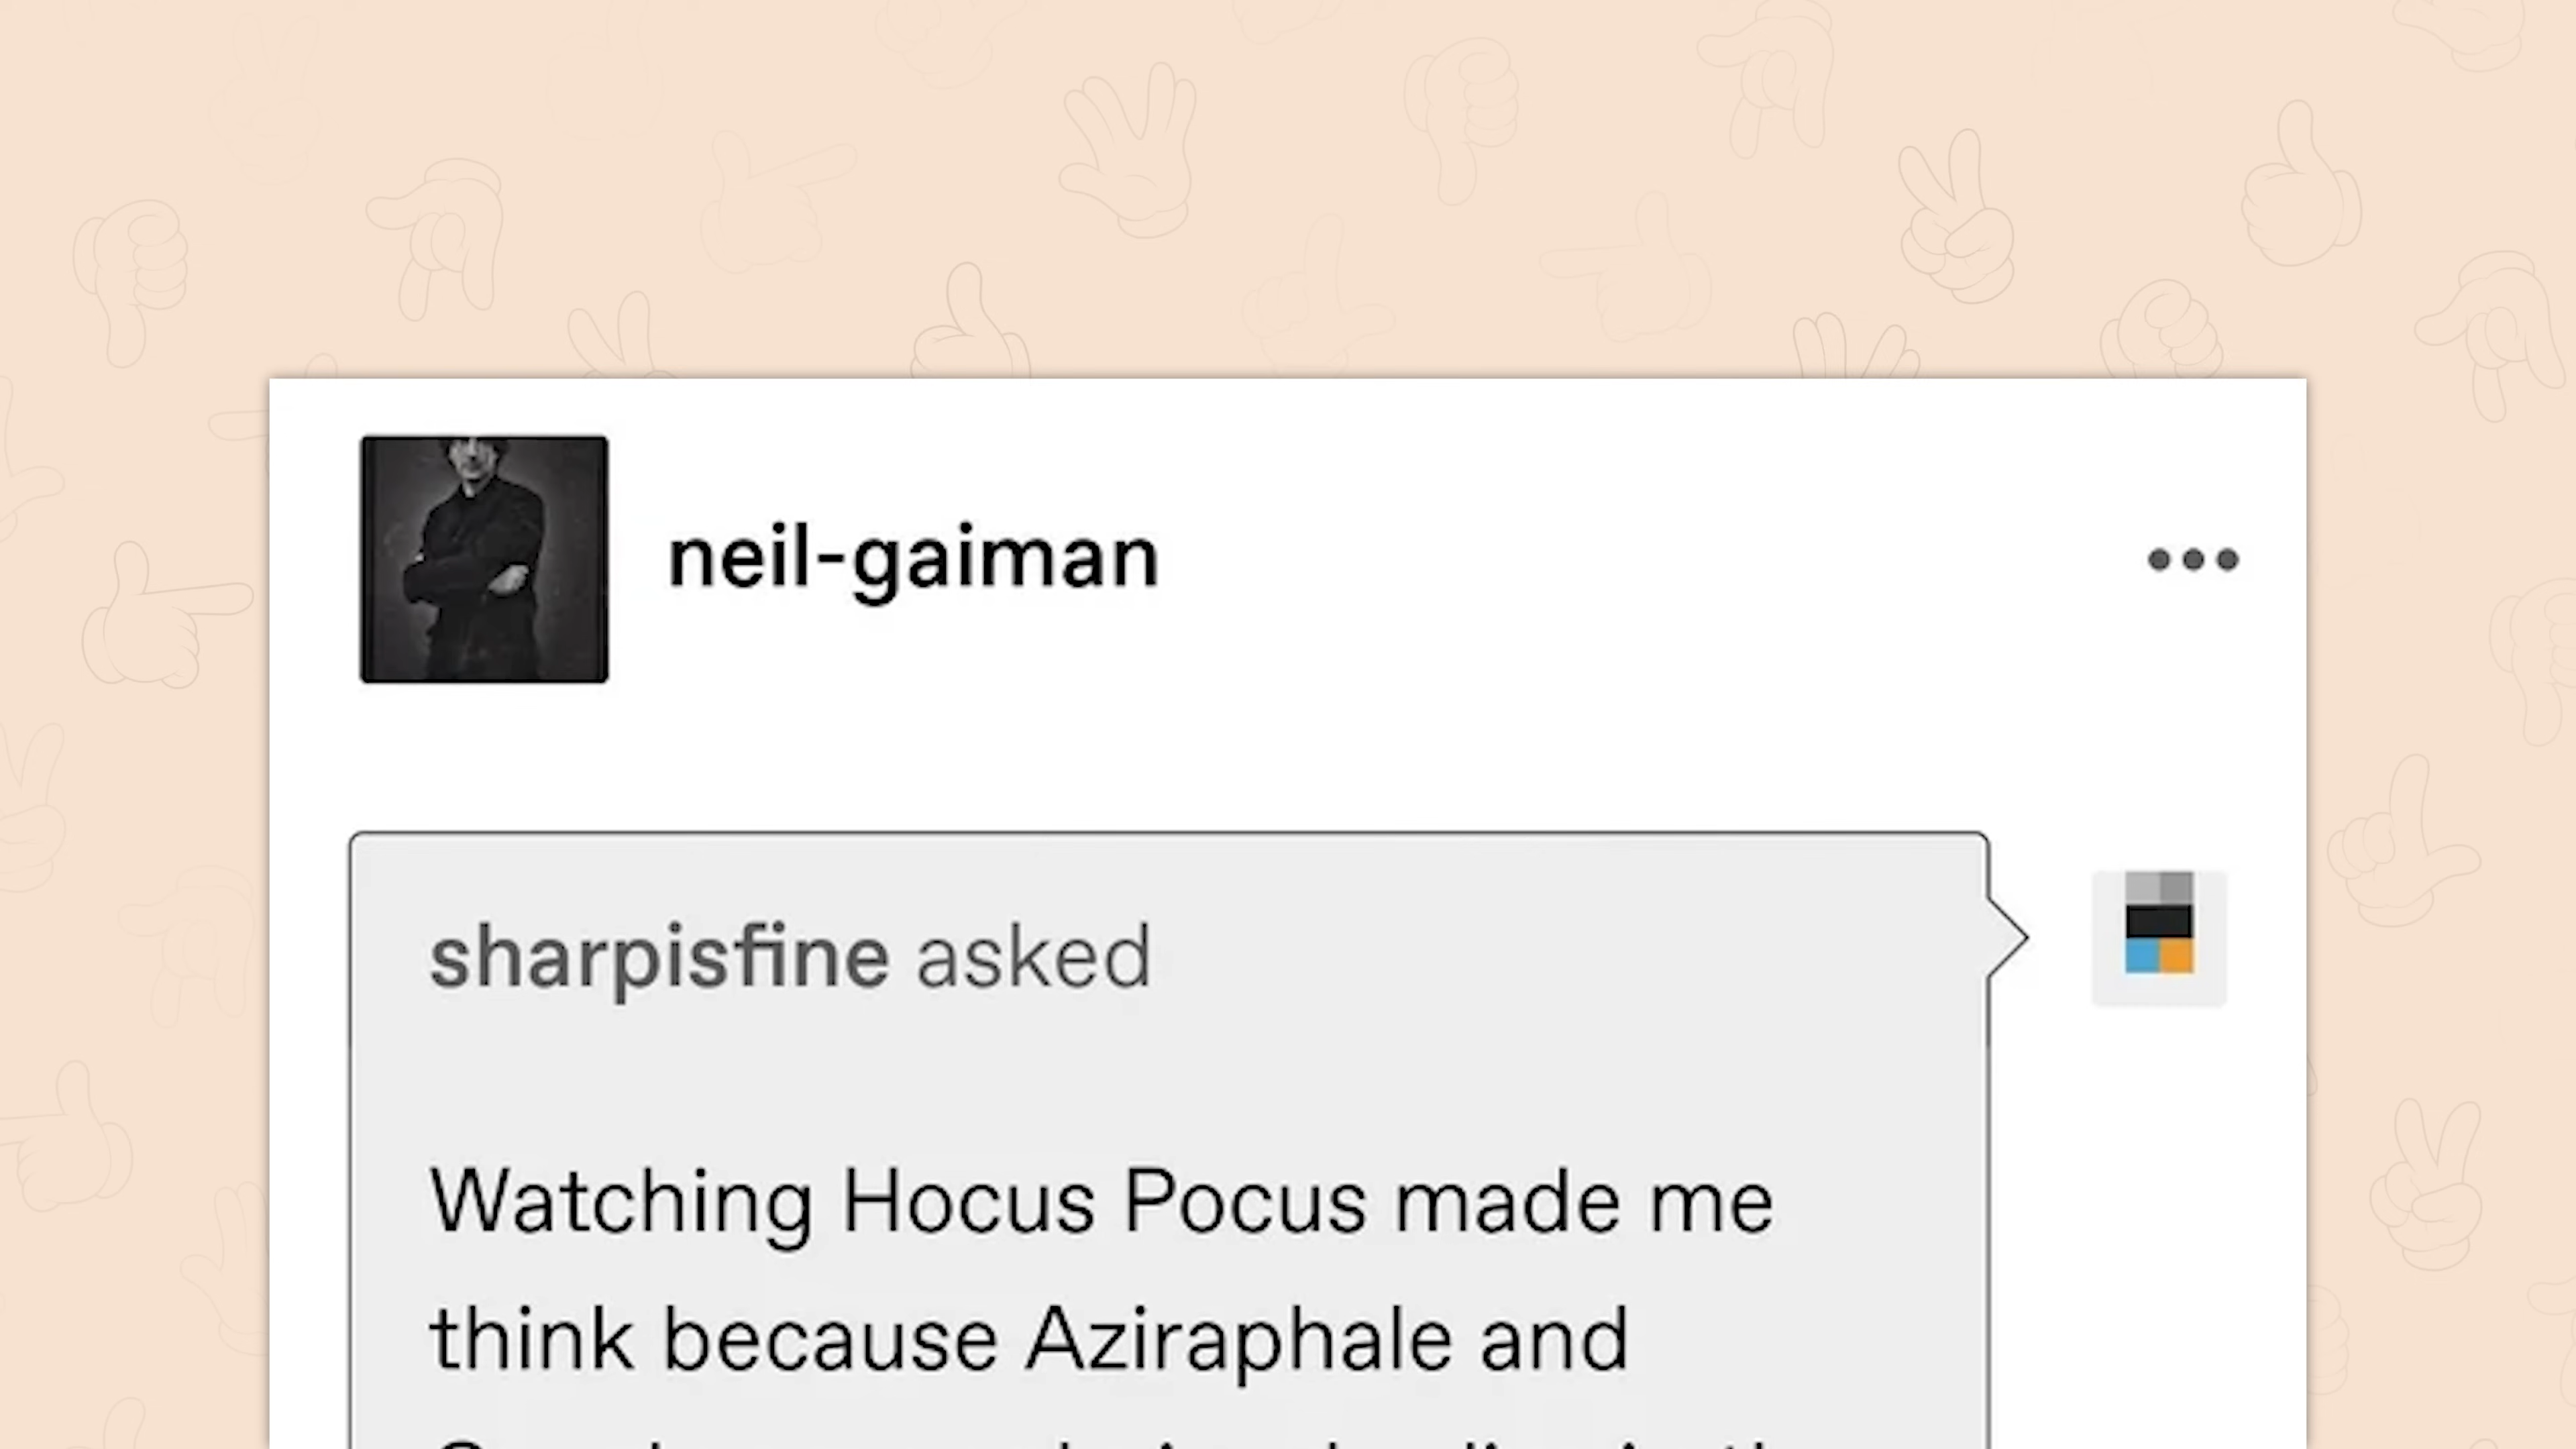 neil-gaiman
sharpisfine asked
Watching Hocus Pocus made me
think because Aziraphale and